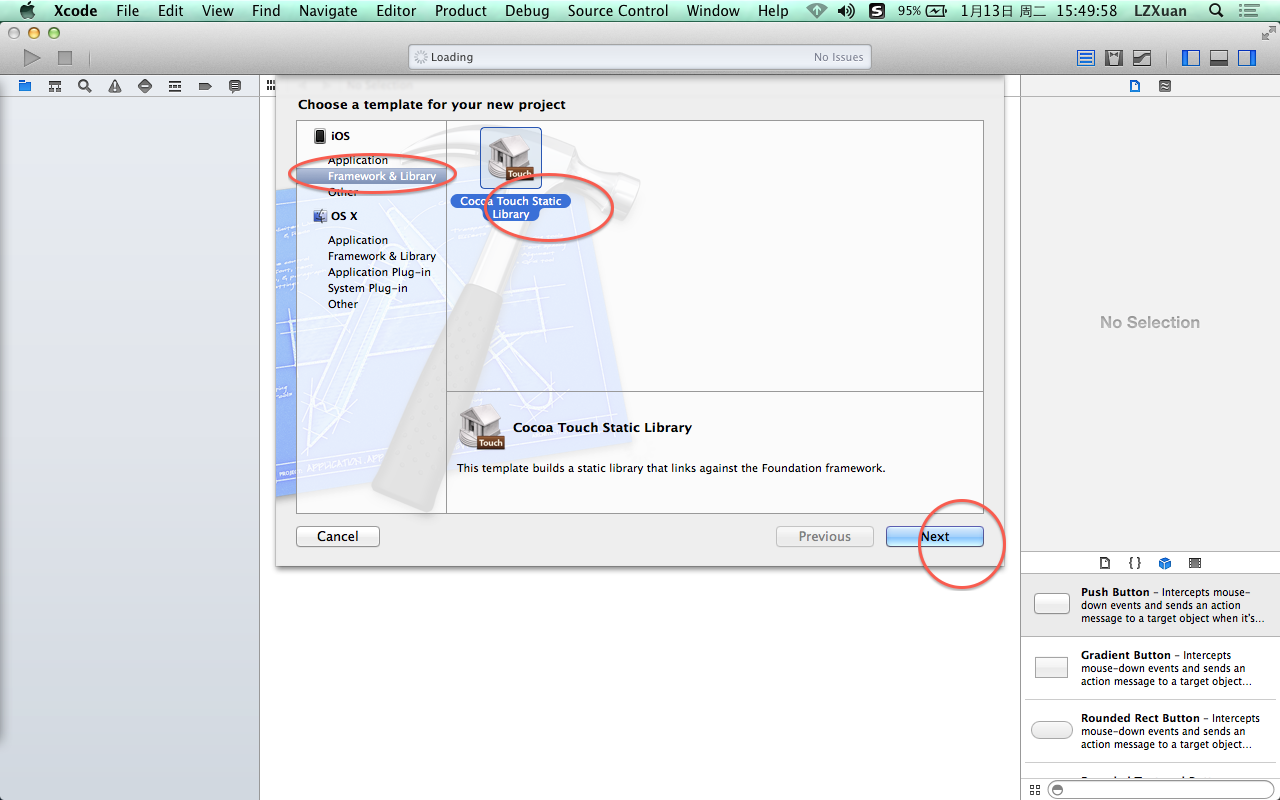 Xcode File Edit View Find Navigate Editor Product Debug Source Control Window Help 95% 1月13日 周二 15:49:58 LZXuan
Loading No Issues
No Selection
Choose a template for your new project
iOS
Application
Framework & Library
Other
OS X
Application
Framework & Library
Application Plug-in
System Plug-in
Other
Touch
Cocoa Touch Static
Library
Touch
Cocoa Touch Static Library
This template builds a static library that links against the Foundation framework.
Cancel Previous Next
No Selection
{ }
Push Button – Intercepts mouse-
down events and sends an action
message to a target object when it's...
Gradient Button – Intercepts
mouse-down events and sends an
action message to a target object...
Rounded Rect Button – Intercepts
mouse-down events and sends an
action message to a target object...